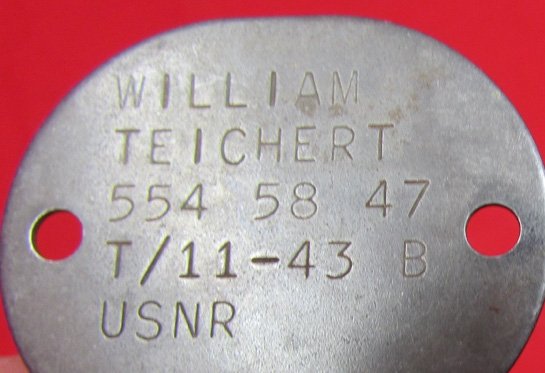 WILLIAM
TEICHERT
554 58 47
T/11-43 B
USNR